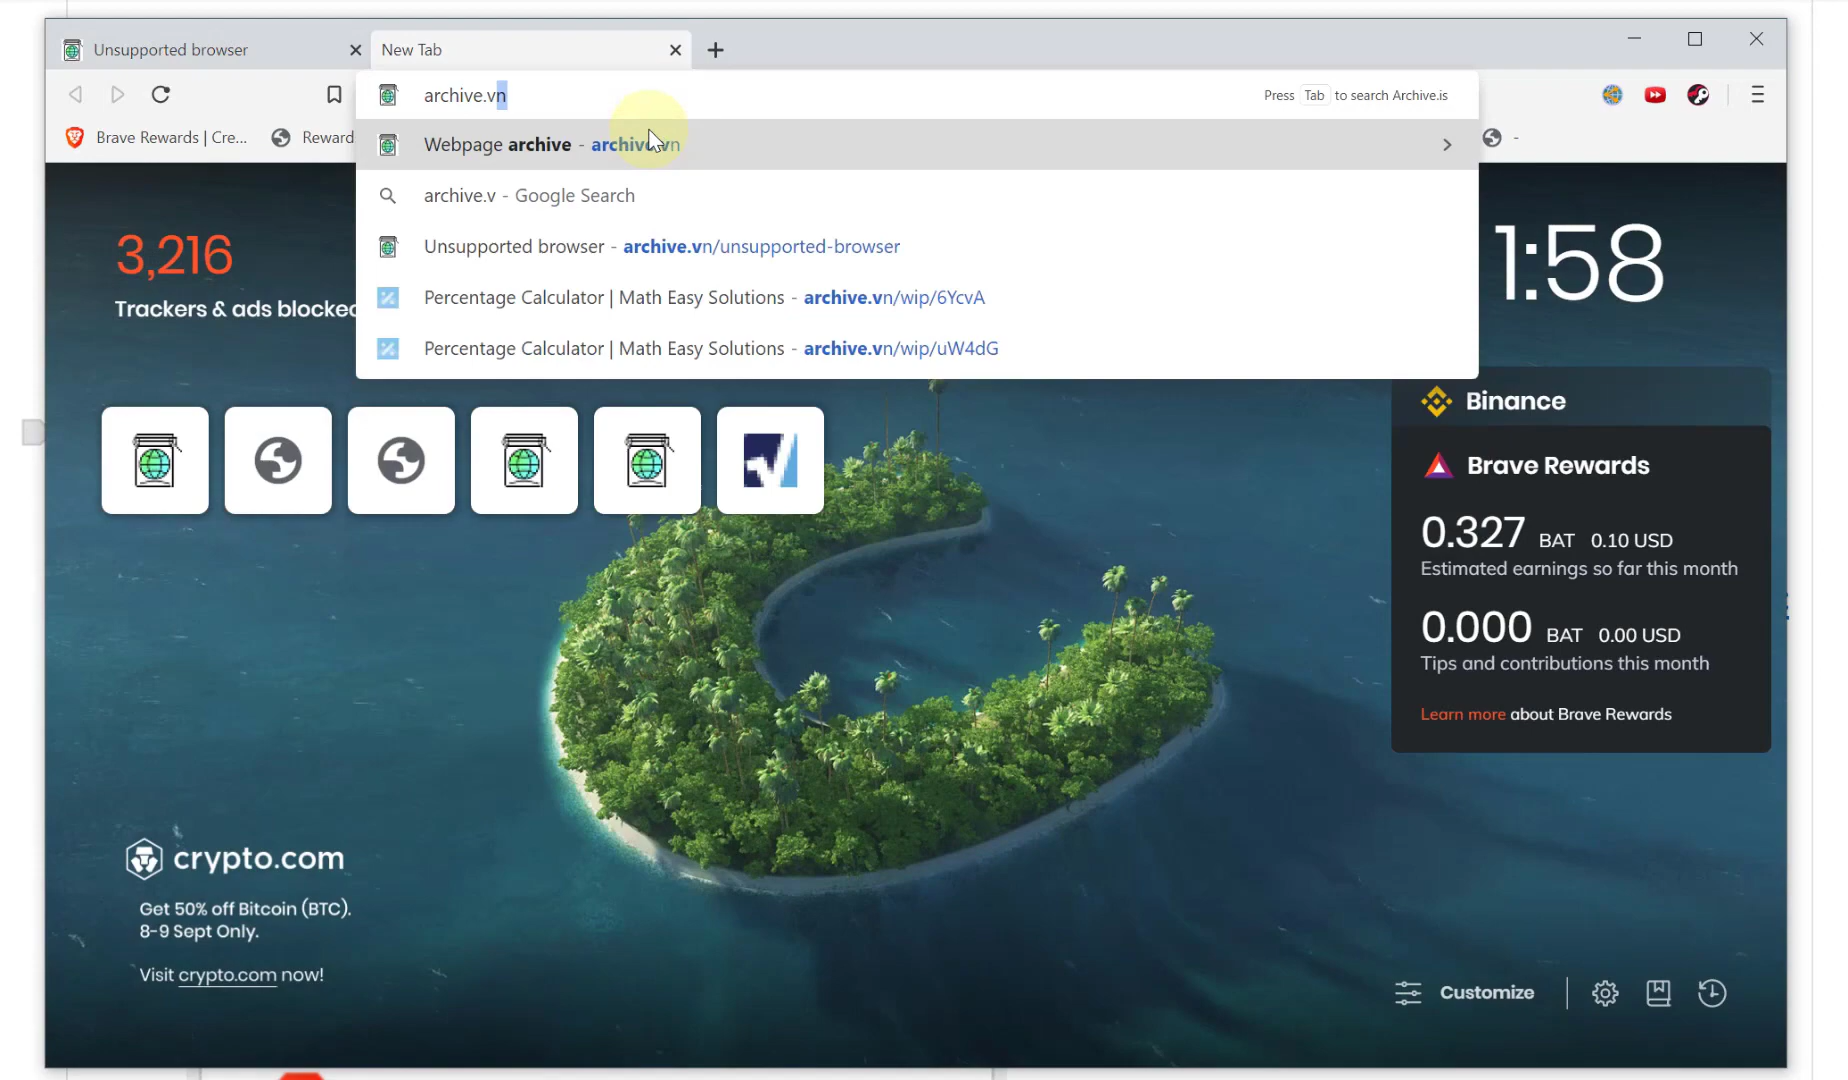 Unsupported browser
New Tab
archive.vn
Press Tab to search Archive.is
Brave Rewards | Cre...
Reward
-
Webpage archive - archive.vn
archive.v - Google Search
Unsupported browser - archive.vn/unsupported-browser
Percentage Calculator | Math Easy Solutions - archive.vn/wip/6YcvA
Percentage Calculator | Math Easy Solutions - archive.vn/wip/uW4dG
3,216
Trackers & ads blocked
1:58
Binance
Brave Rewards
0.327 BAT 0.10 USD
Estimated earnings so far this month
0.000 BAT 0.00 USD
Tips and contributions this month
Learn more about Brave Rewards
crypto.com
Get 50% off Bitcoin (BTC).
8-9 Sept Only.
Visit crypto.com now!
Customize